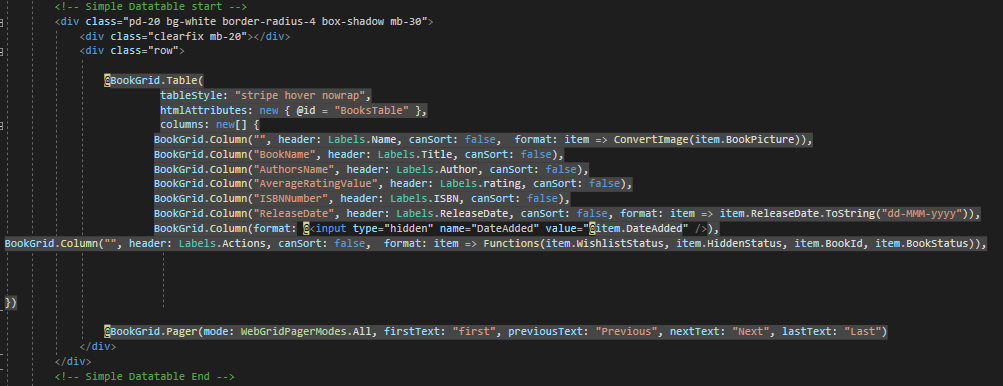 <!-- Simple Datatable start -->
<div class="pd-20 bg-white border-radius-4 box-shadow mb-30">
<div class="clearfix mb-20"></div>
<div class="row">
@BookGrid.Table(
tableStyle: "stripe hover nowrap",
htmlAttributes: new { @id = "BooksTable" },
columns: new[] {
BookGrid.Column("", header: Labels.Name, canSort: false,  format: item => ConvertImage(item.BookPicture)),
BookGrid.Column("BookName", header: Labels.Title, canSort: false),
BookGrid.Column("AuthorsName", header: Labels.Author, canSort: false),
BookGrid.Column("AverageRatingValue", header: Labels.rating, canSort: false),
BookGrid.Column("ISBNNumber", header: Labels.ISBN, canSort: false),
BookGrid.Column("ReleaseDate", header: Labels.ReleaseDate, canSort: false, format: item => item.ReleaseDate.ToString("dd-MMM-yyyy")),
BookGrid.Column(format: @<input type="hidden" name="DateAdded" value="@item.DateAdded" />),
BookGrid.Column("", header: Labels.Actions, canSort: false,  format: item => Functions(item.WishlistStatus, item.HiddenStatus, item.BookId, item.BookStatus)),
})
@BookGrid.Pager(mode: WebGridPagerModes.All, firstText: "first", previousText: "Previous", nextText: "Next", lastText: "Last")
</div>
</div>
<!-- Simple Datatable End -->